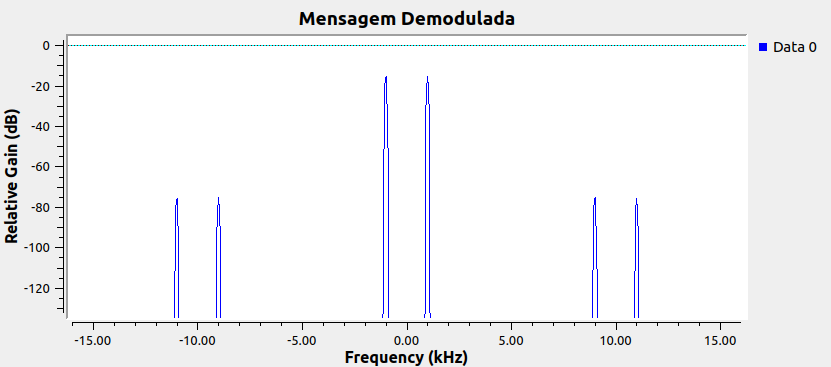 Mensagem Demodulada
Data 0
Relative Gain (dB)
0
-20
-40
-60
-80
-100
-120
-15.00 -10.00 -5.00 0.00 5.00 10.00 15.00
Frequency (kHz)